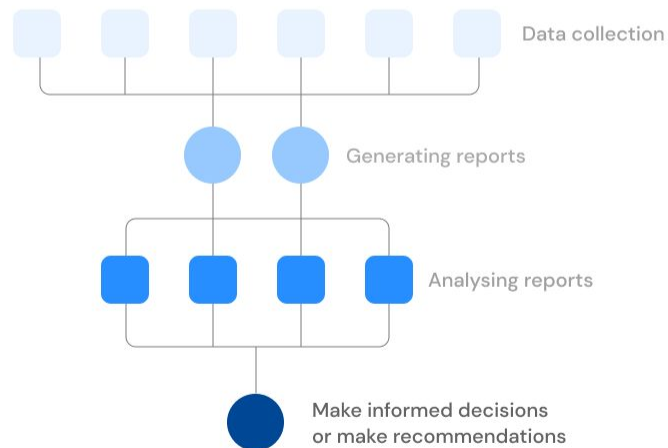 Data collection
Generating reports
Analysing reports
Make informed decisions
or make recommendations